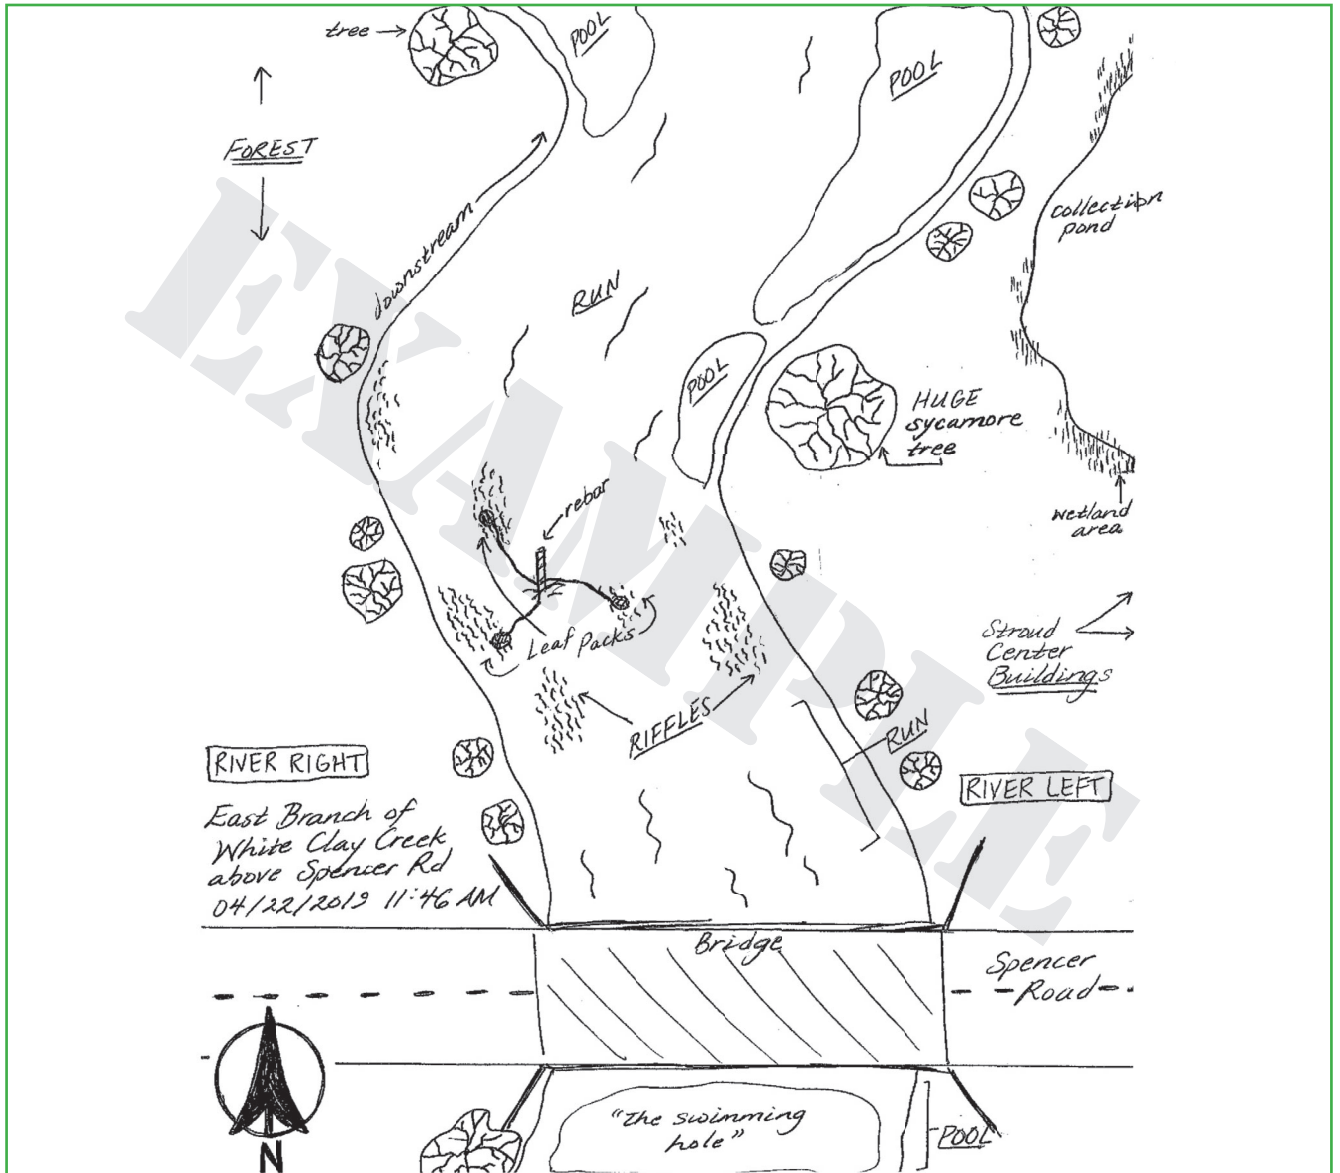 tree
POOL
POOL
FOREST
downstream
collection
pond
RUN
POOL
HUGE
sycamore
tree
rebar
wetland
area
Leaf Packs
Stroud
Center
Buildings
RIFFLES
RUN
RIVER RIGHT
RIVER LEFT
East Branch of
White Clay Creek
above Spencer Rd
04/22/2019 11:46 AM
Bridge
Spencer
Road
"The swimming
hole"
POOL
N
EXAMPLE